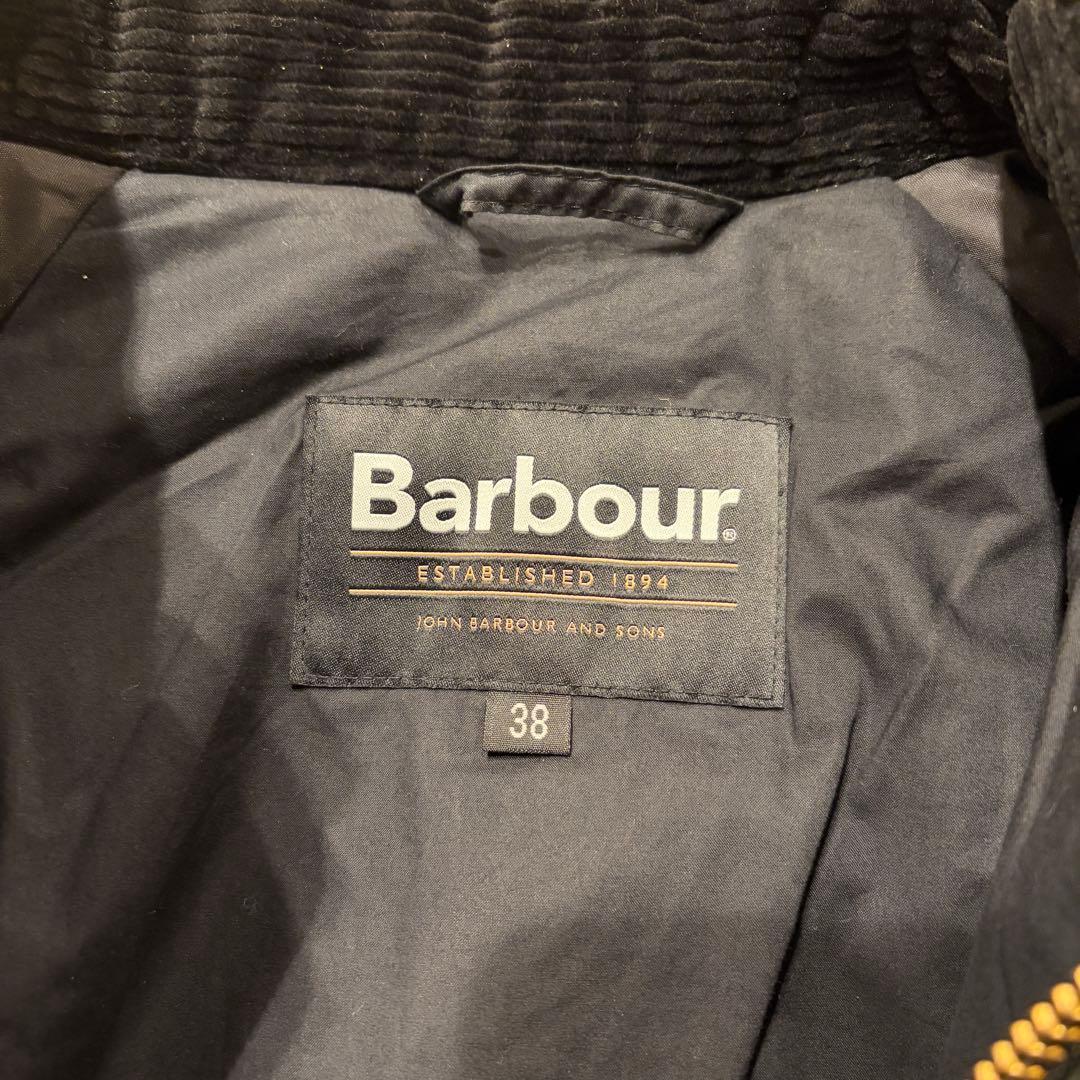 Barbour®
ESTABLISHED 1894
JOHN BARBOUR AND SONS
38